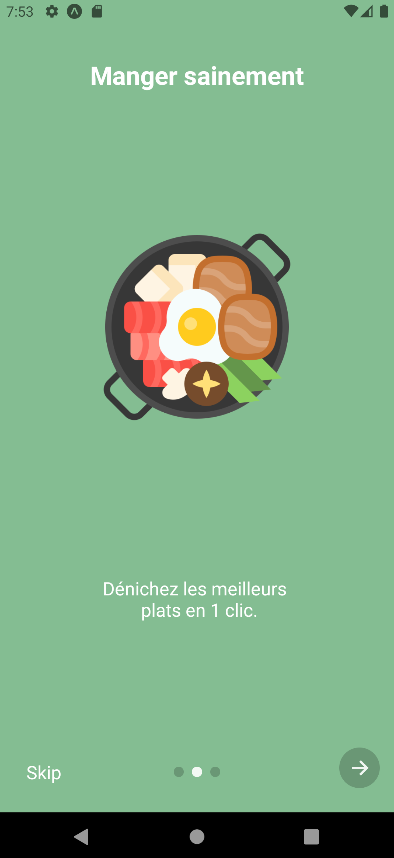 7:53
Manger sainement
Dénichez les meilleurs
plats en 1 clic.
Skip